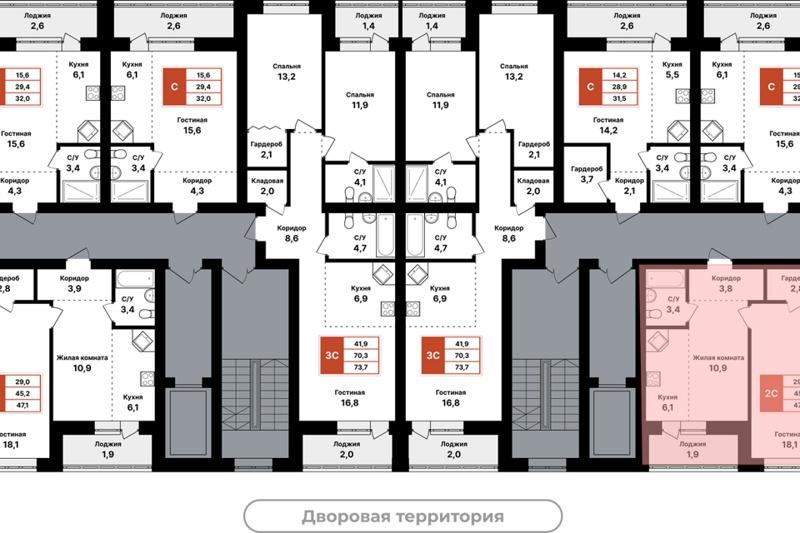 Лоджия
2,6
Лоджия
2,6
Лоджия
1,4
Лоджия
1,4
Лоджия
2,6
Лоджия
2,6
Кухня
6,1
15,6
29,4
32,0
Гостиная
15,6
С/У
3,4
Коридор
4,3
Кухня
6,1
С
15,6
29,4
32,0
Гостиная
15,6
С/У
3,4
Коридор
4,3
Спальня
13,2
Гардероб
2,1
Кладовая
2,0
Спальня
11,9
С/У
4,1
Коридор
8,6
С/У
4,7
Спальня
11,9
С/У
4,1
Спальня
13,2
Гардероб
2,1
Кладовая
2,0
С/У
4,7
Коридор
8,6
С
14,2
28,9
31,5
Кухня
5,5
Гостиная
14,2
Гардероб
3,7
С/У
3,4
Коридор
2,1
Кухня
6,1
С
29
32
Гостиная
15,6
С/У
3,4
Коридор
4,3
2,8
29,0
45,2
47,1
18,1
Коридор
3,9
С/У
3,4
Жилая комната
10,9
Кухня
6,1
Лоджия
1,9
Кухня
6,9
3С
41,9
70,3
73,7
Гостиная
16,8
Лоджия
2,0
Кухня
6,9
3С
41,9
70,3
73,7
Гостиная
16,8
Лоджия
2,0
С/У
3,4
Коридор
3,8
Жилая комната
10,9
Кухня
6,1
Лоджия
1,9
2С
Гостиная
18,1
Дворовая территория